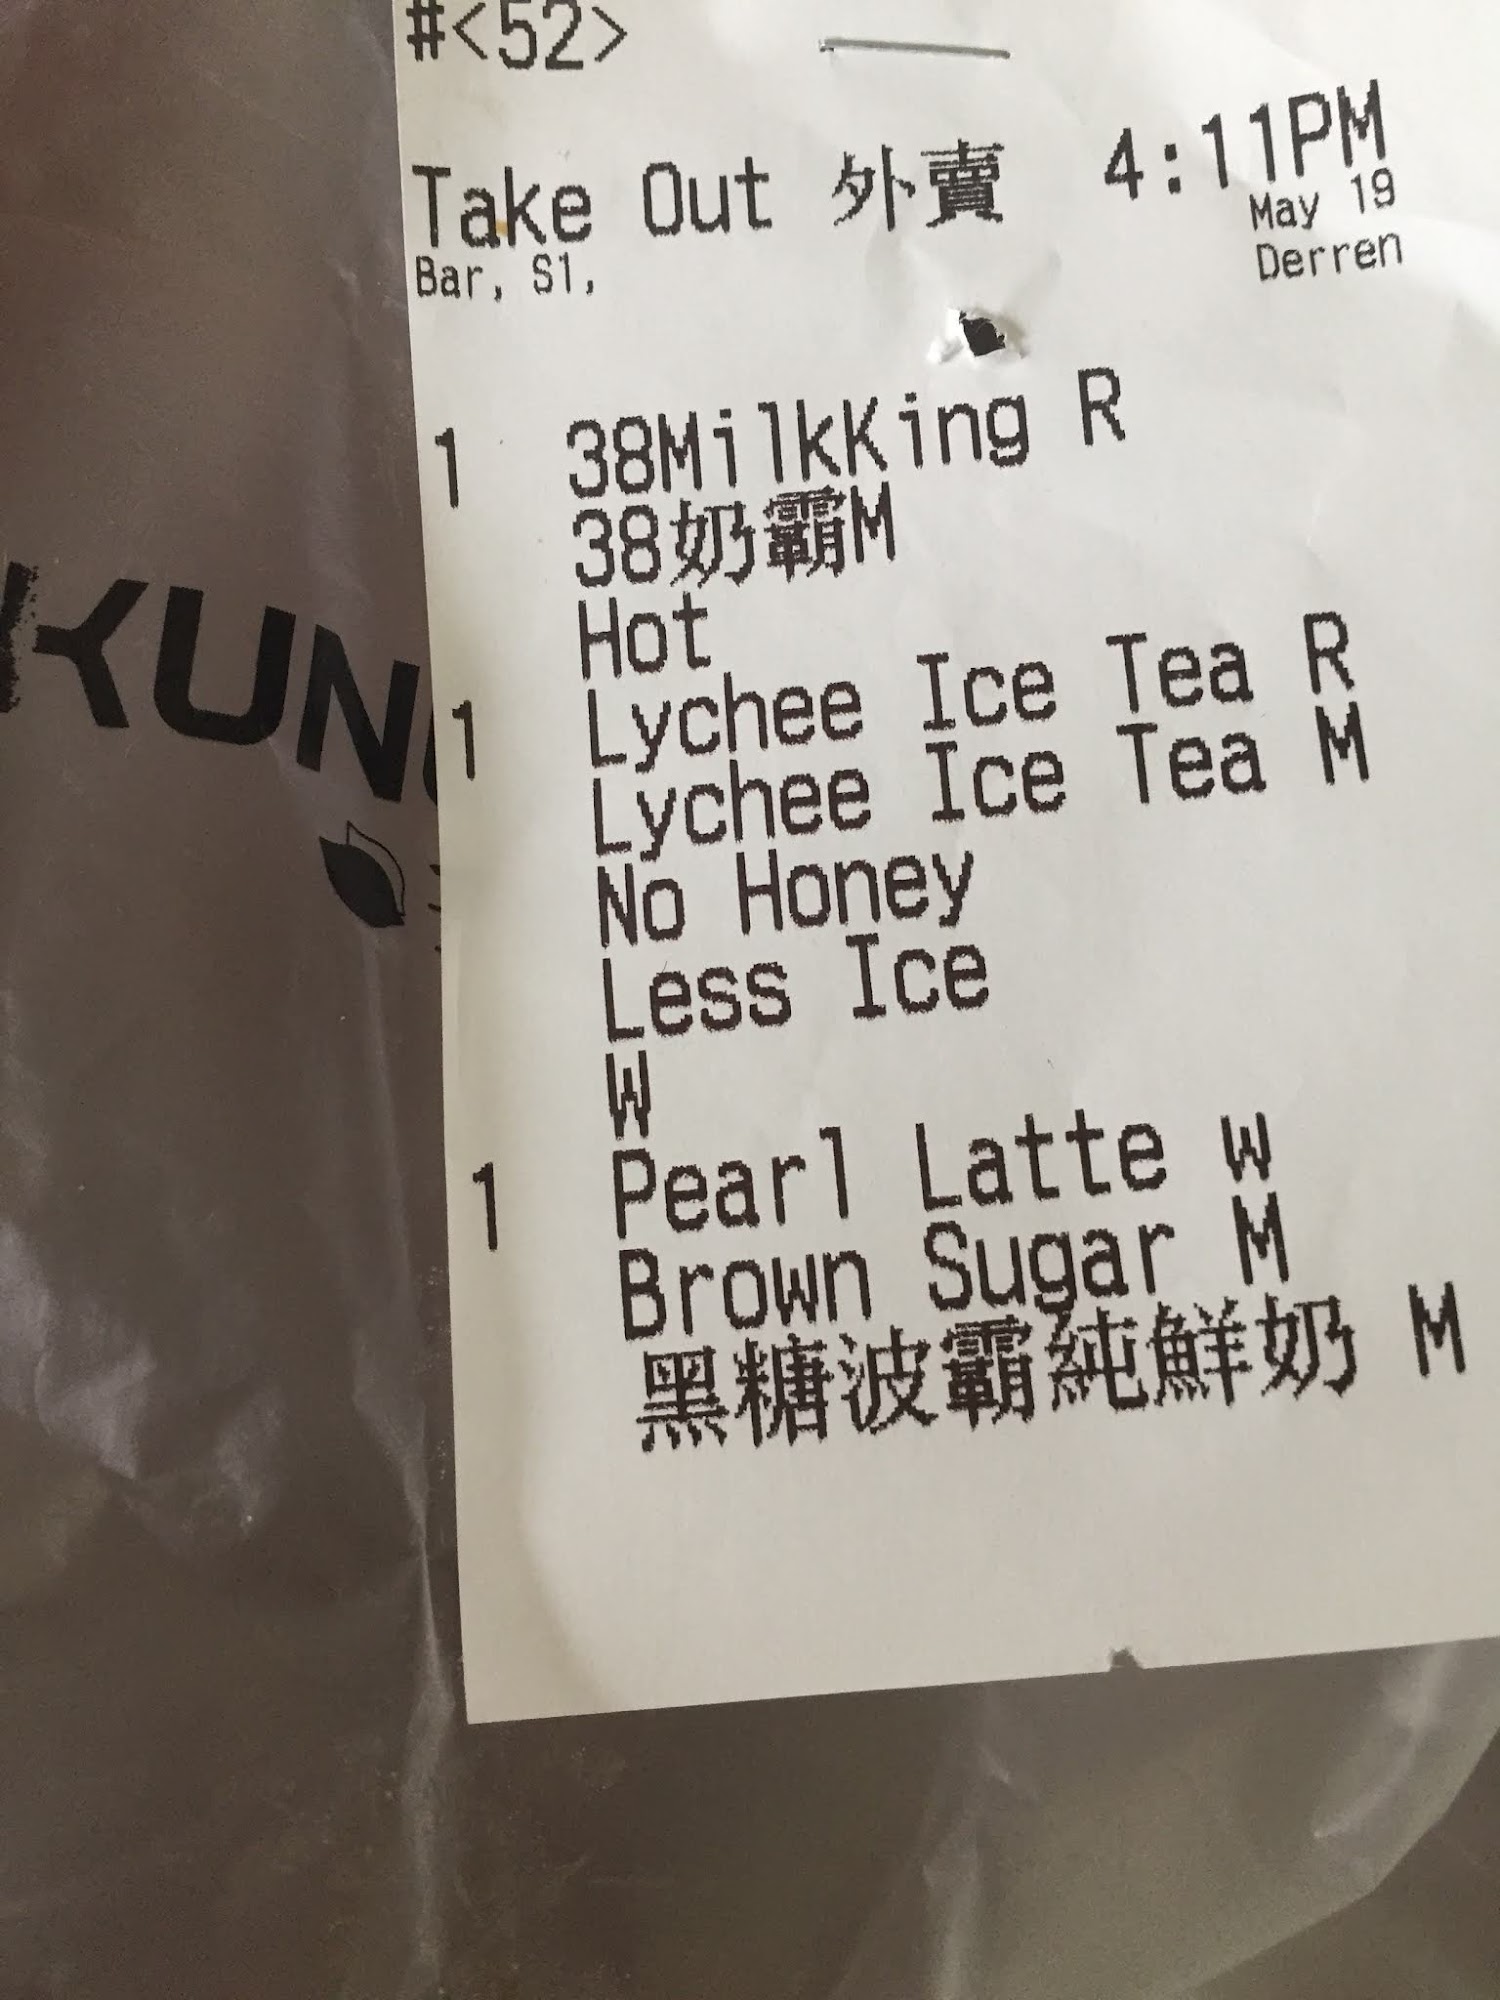 #<52>
Take Out 外賣 4:11PM
May 19
Bar, S1,
Derren
1 38MilkKing R
38奶霸M
Hot
1 Lychee Ice Tea R
Lychee Ice Tea M
No Honey
Less Ice
W
1 Pearl Latte W
Brown Sugar M
黑糖波霸純鮮奶 M
KUN